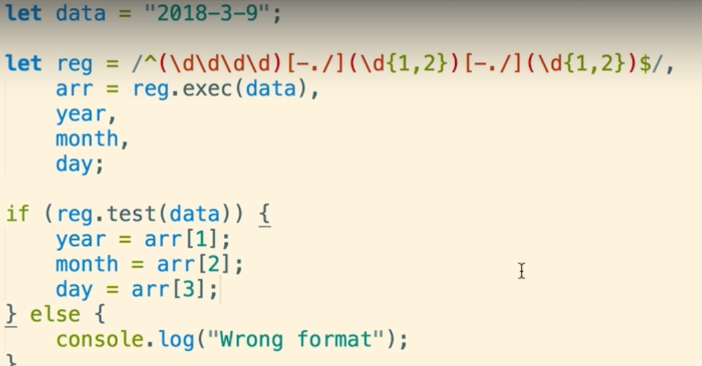 let data = "2018-3-9";
let reg = /^(\d\d\d\d)[-./](\d{1,2})[-./](\d{1,2})$/,
arr = reg.exec(data),
year,
month,
day;
if (reg.test(data)) {
year = arr[1];
month = arr[2];
day = arr[3];
} else {
console.log("Wrong format");
}